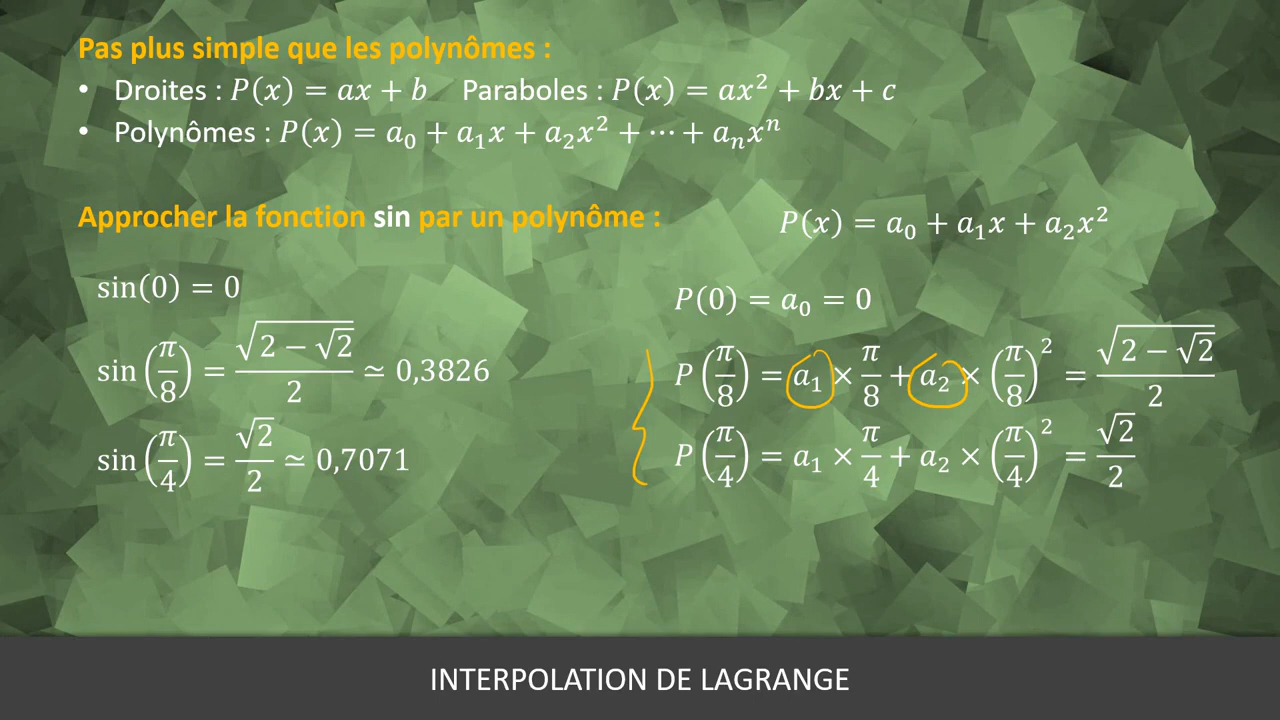 Pas plus simple que les polynômes :
• Droites : P(x) = ax + b Paraboles : P(x) = ax² + bx + c
• Polynômes : P(x) = a₀ + a₁x + a₂x² + ⋯ + aₙxⁿ
Approcher la fonction sin par un polynôme :
P(x) = a₀ + a₁x + a₂x²
sin(0) = 0
sin(π/8) = √(2 − √2)/2 ≃ 0,3826
sin(π/4) = √2/2 ≃ 0,7071
P(0) = a₀ = 0
P(π/8) = a₁ × π/8 + a₂ × (π/8)² = √(2 − √2)/2
P(π/4) = a₁ × π/4 + a₂ × (π/4)² = √2/2
INTERPOLATION DE LAGRANGE